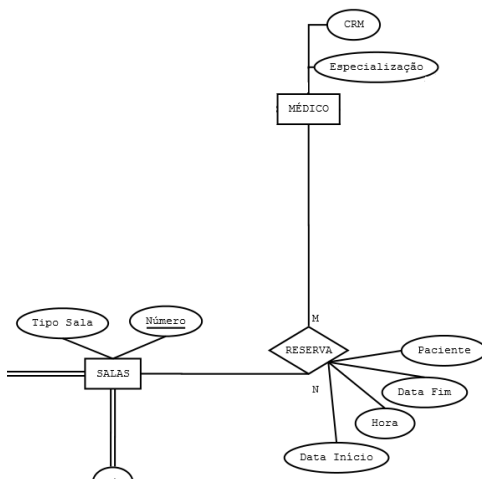 CRM
Especialização
MÉDICO
M
Tipo Sala
Número
RESERVA
Paciente
SALAS
N
Data Fim
Hora
Data Início